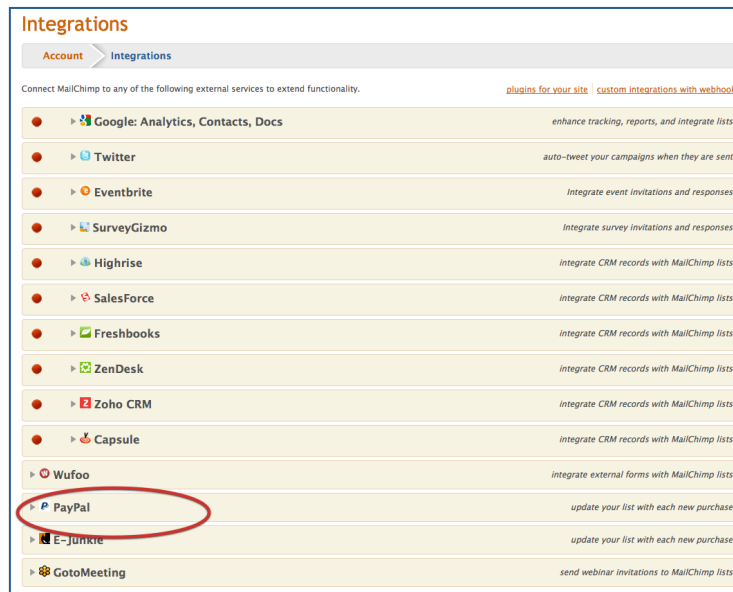 Integrations
Account Integrations
Connect MailChimp to any of the following external services to extend functionality. plugins for your site custom integrations with webhook
Google: Analytics, Contacts, Docs enhance tracking, reports, and integrate lists
Twitter auto-tweet your campaigns when they are sent
Eventbrite Integrate event invitations and responses
SurveyGizmo Integrate survey invitations and responses
Highrise integrate CRM records with MailChimp lists
SalesForce integrate CRM records with MailChimp lists
Freshbooks integrate CRM records with MailChimp lists
ZenDesk integrate CRM records with MailChimp lists
Zoho CRM integrate CRM records with MailChimp lists
Capsule integrate CRM records with MailChimp lists
Wufoo integrate external forms with MailChimp lists
PayPal update your list with each new purchase
E-Junkie update your list with each new purchase
GotoMeeting send webinar invitations to MailChimp lists